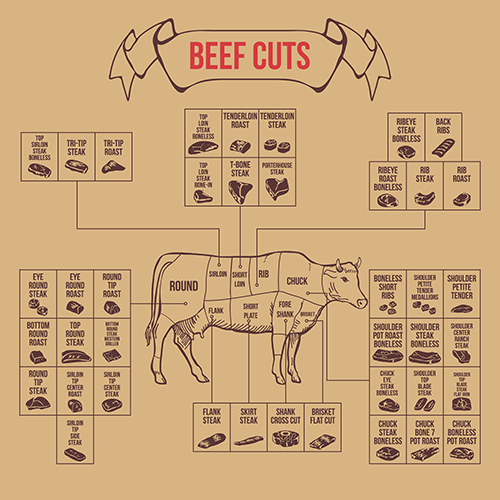 BEEF CUTS
TOP
LOIN
STEAK
BONELESS
TENDERLOIN
ROAST
TENDERLOIN
STEAK
TOP
LOIN
STEAK
BONE-IN
T-BONE
STEAK
PORTERHOUSE
STEAK
RIBEYE
STEAK
BONELESS
BACK
RIBS
RIBEYE
ROAST
BONELESS
RIB
STEAK
RIB
ROAST
TOP
SIRLOIN
STEAK
BONELESS
TRI-TIP
STEAK
TRI-TIP
ROAST
ROUND
SIRLOIN
SHORT
LOIN
RIB
CHUCK
FLANK
SHORT
PLATE
FORE
SHANK
BRISKET
EYE
ROUND
STEAK
EYE
ROUND
ROAST
ROUND
TIP
ROAST
BOTTOM
ROUND
ROAST
TOP
ROUND
STEAK
BOTTOM
ROUND
STEAK
WESTERN
GRILLER
ROUND
TIP
STEAK
SIRLOIN
TIP
CENTER
ROAST
SIRLOIN
TIP
CENTER
STEAK
SIRLOIN
TIP
SIDE
STEAK
BONELESS
SHORT
RIBS
SHOULDER
PETITE
TENDER
MEDALLIONS
SHOULDER
PETITE
TENDER
SHOULDER
POT ROAST
BONELESS
SHOULDER
STEAK
BONELESS
SHOULDER
CENTER
RANCH
STEAK
CHUCK
EYE
STEAK
BONELESS
SHOULDER
TOP
BLADE
STEAK
SHOULDER
TOP
BLADE
STEAK
FLAT IRON
CHUCK
STEAK
BONELESS
CHUCK
BONE 7
POT ROAST
CHUCK
BONELESS
POT ROAST
FLANK
STEAK
SKIRT
STEAK
SHANK
CROSS CUT
BRISKET
FLAT CUT